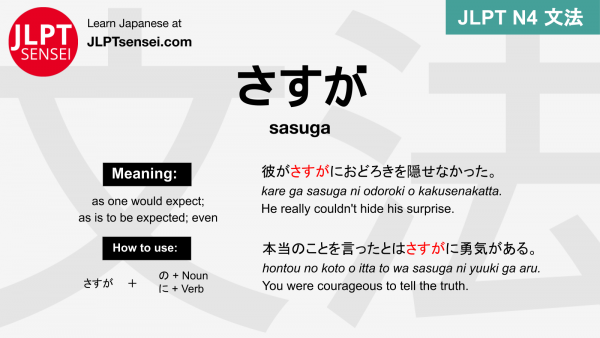 JLPT
SENSEI
Learn Japanese at
JLPTsensei.com
JLPT N4 文法
文法
さすが
sasuga
Meaning:
as one would expect;
as is to be expected; even
How to use:
さすが + の + Noun
に + Verb
彼がさすがにおどろきを隠せなかった。
kare ga sasuga ni odoroki o kakusenakatta.
He really couldn't hide his surprise.
本当のことを言ったとはさすがに勇気がある。
hontou no koto o itta to wa sasuga ni yuuki ga aru.
You were courageous to tell the truth.